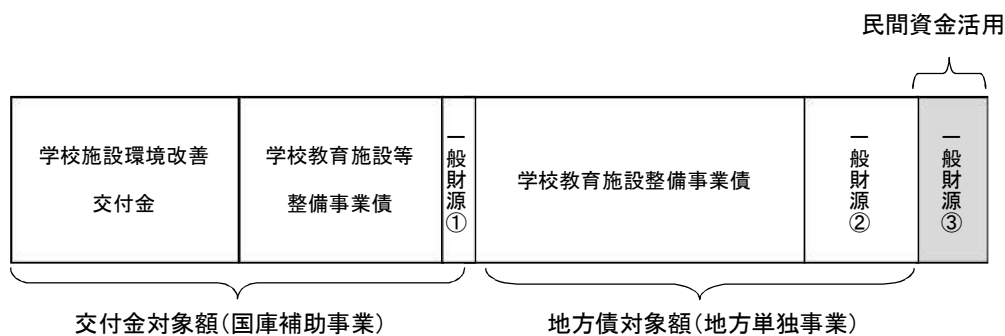 民間資金活用
学校施設環境改善
交付金
学校教育施設等
整備事業債
一般財源①
学校教育施設整備事業債
一般財源②
一般財源③
交付金対象額(国庫補助事業)
地方債対象額(地方単独事業)